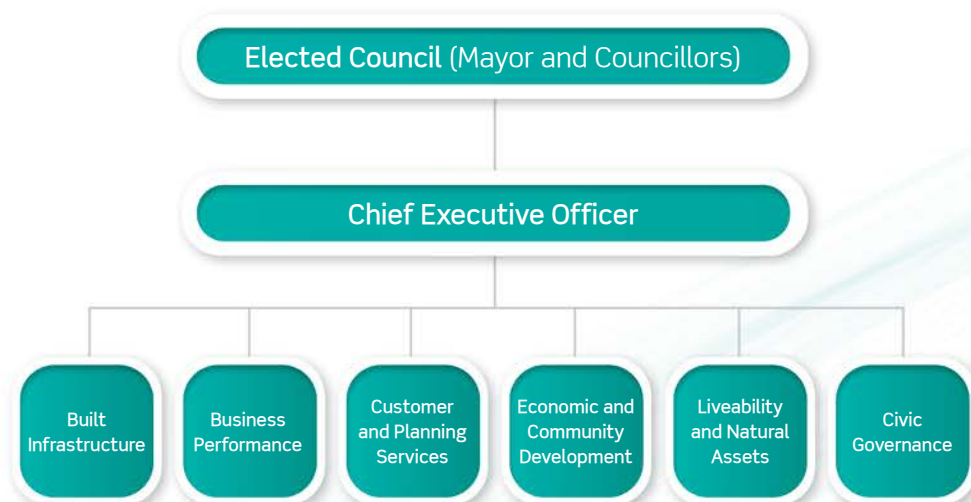 Elected Council (Mayor and Councillors)
Chief Executive Officer
Built
Infrastructure
Business
Performance
Customer
and Planning
Services
Economic and
Community
Development
Liveability
and Natural
Assets
Civic
Governance